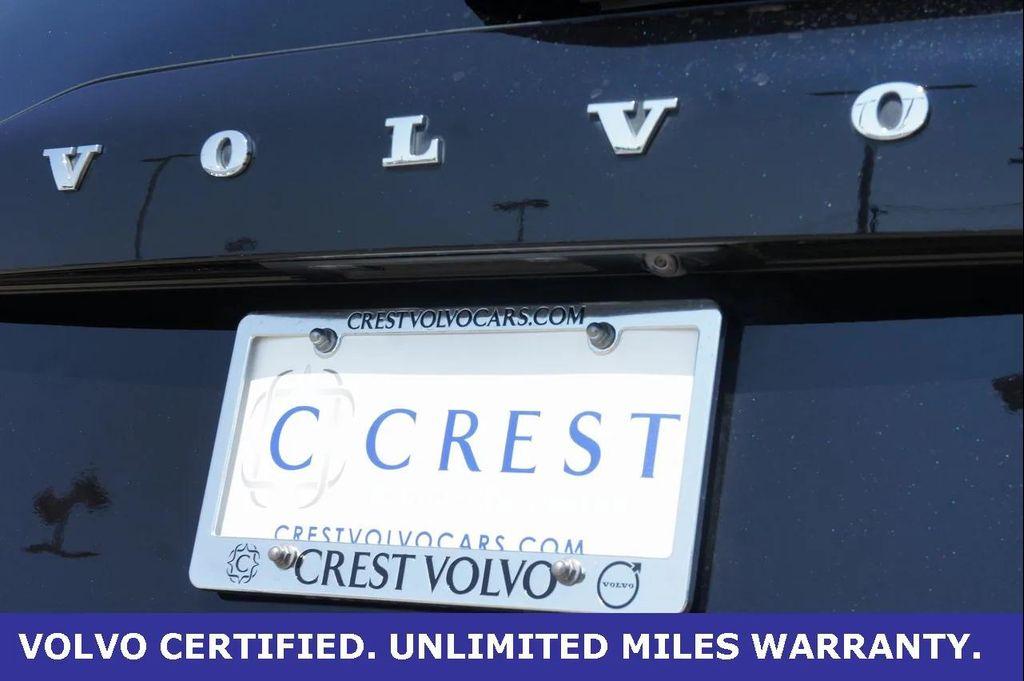 VOLVO
CRESTVOLVOCARS.COM
C CREST
CRESTVOLVOCARS.COM
C CREST VOLVO VOLVO
VOLVO CERTIFIED. UNLIMITED MILES WARRANTY.